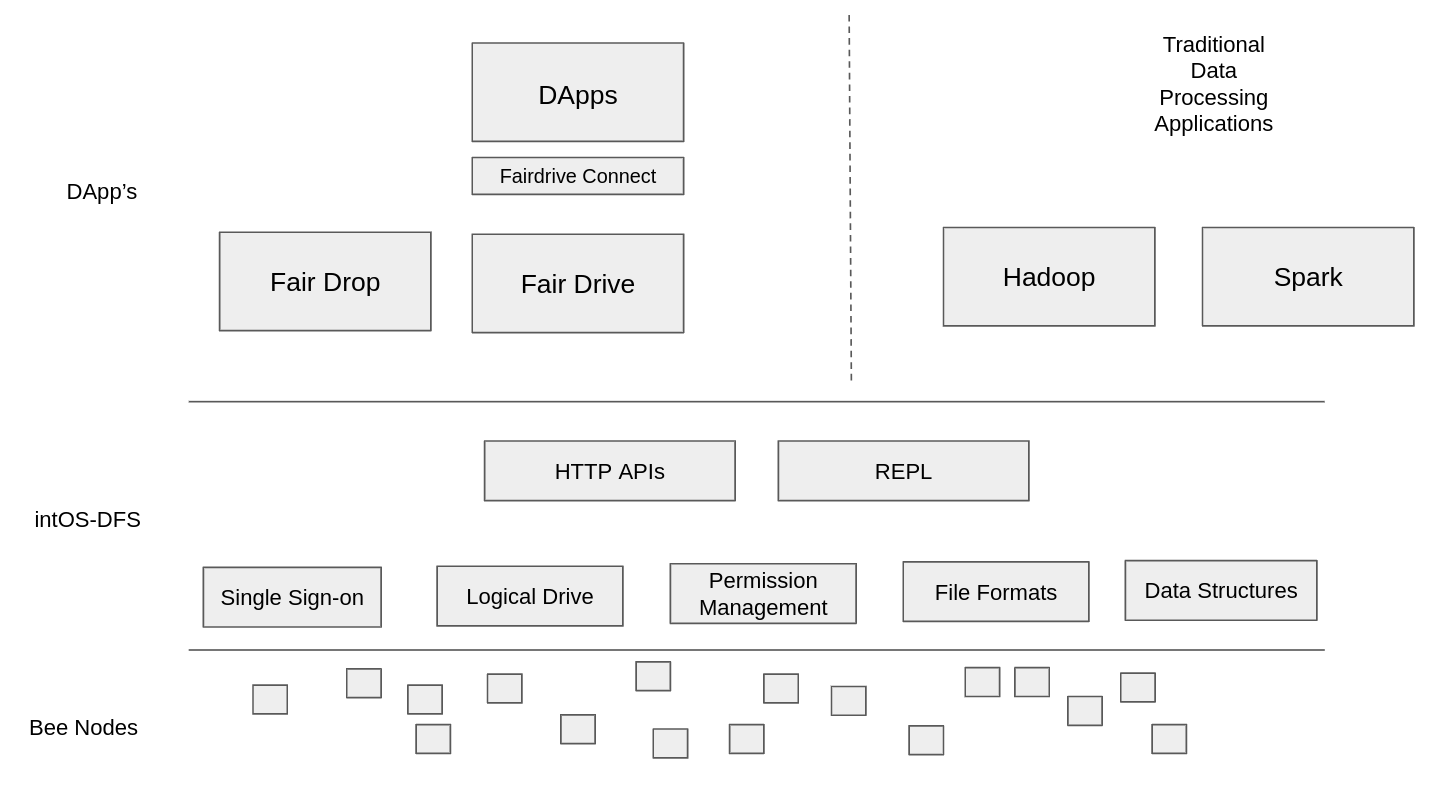 DApps
Traditional
Data
Processing
Applications
Fairdrive Connect
DApp’s
Fair Drop
Fair Drive
Hadoop
Spark
HTTP APIs
REPL
intOS-DFS
Single Sign-on
Logical Drive
Permission
Management
File Formats
Data Structures
Bee Nodes